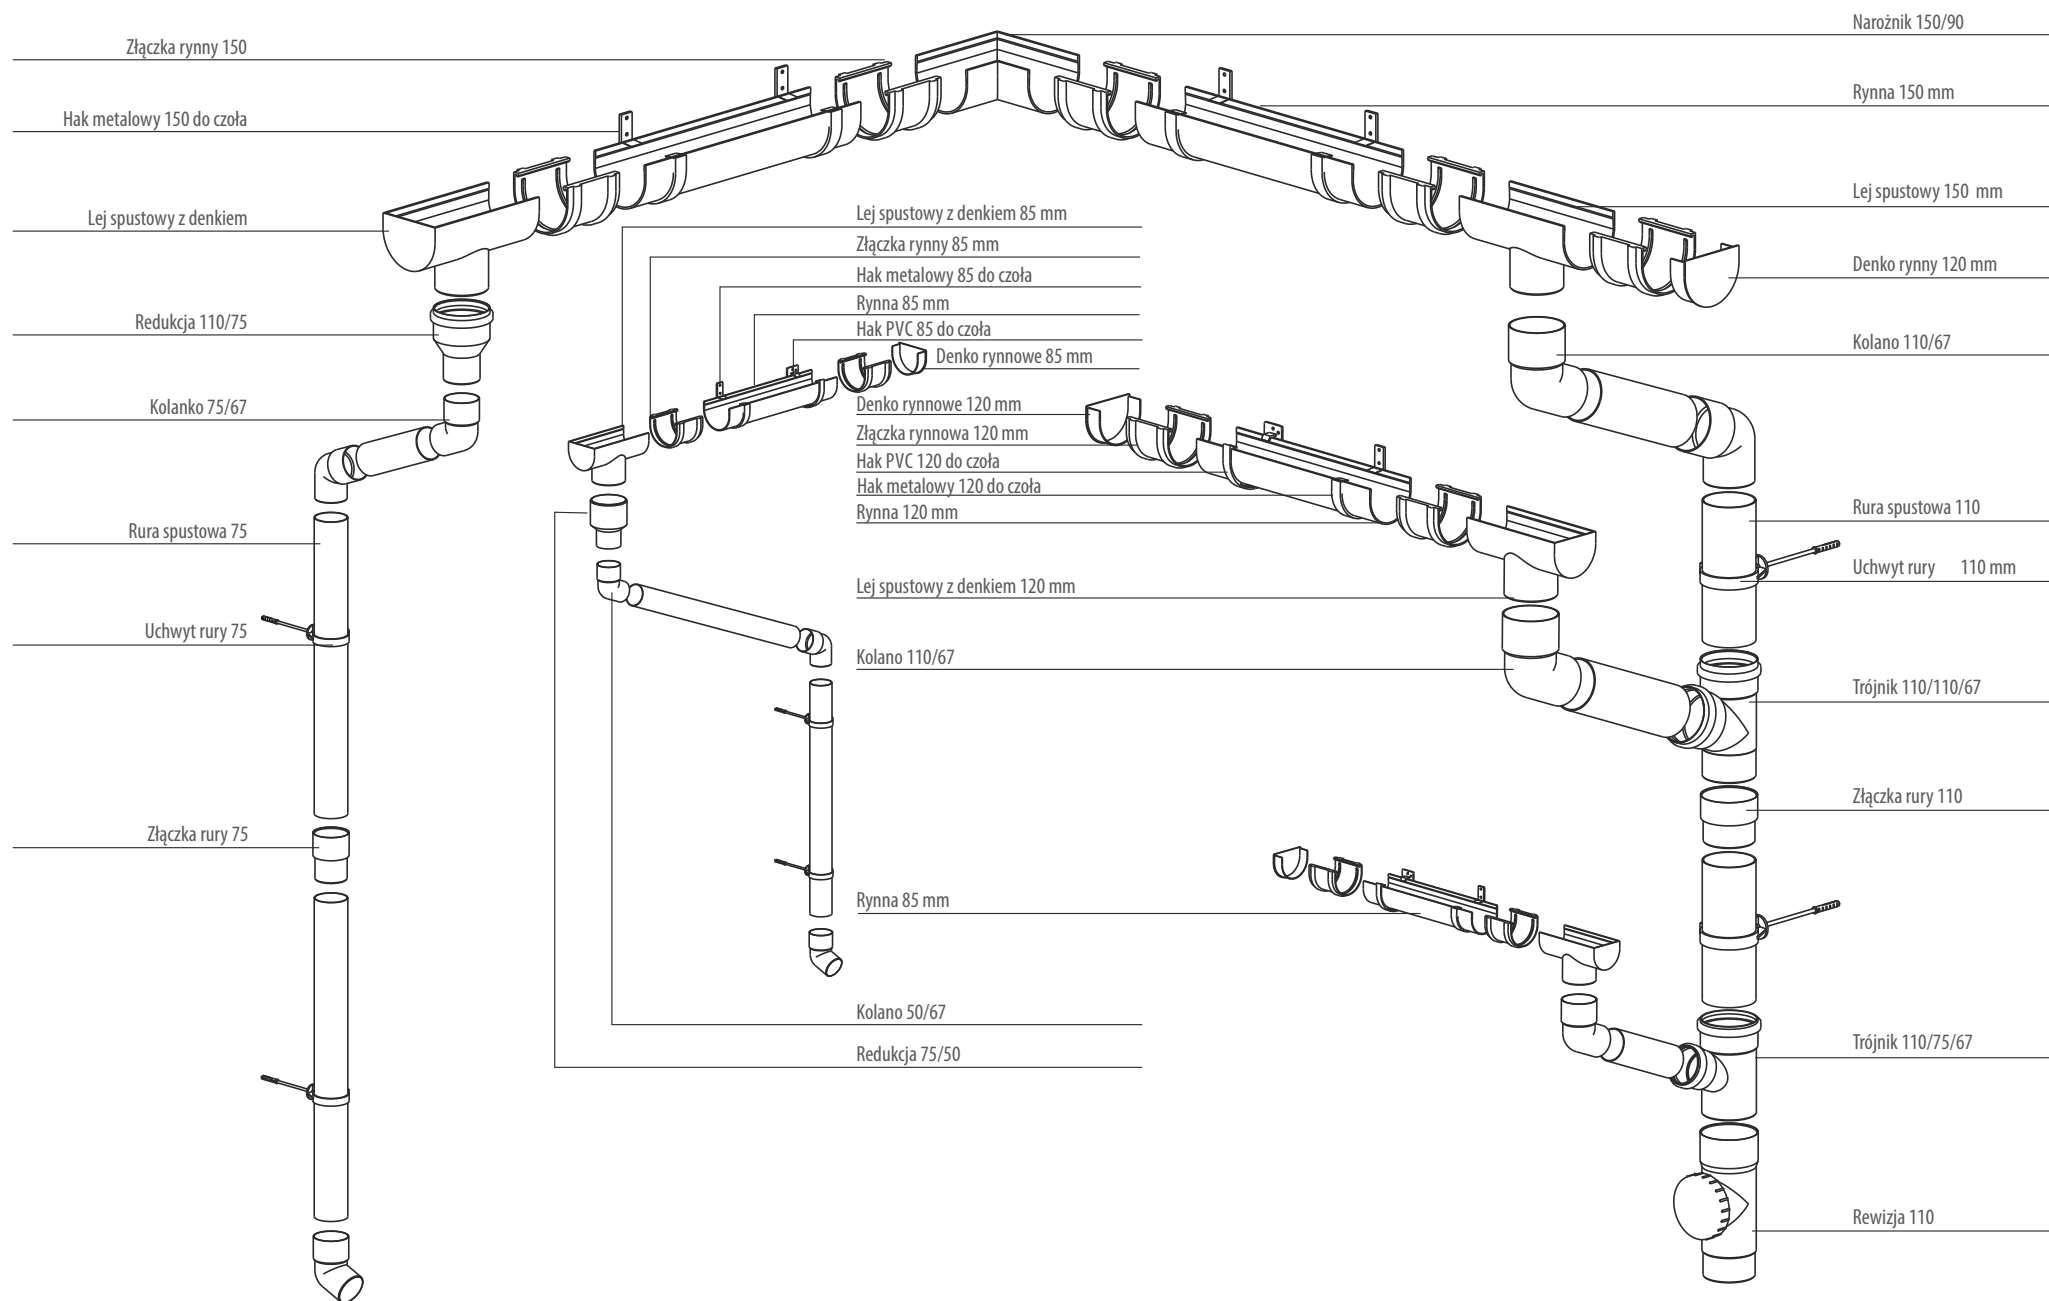 Złączka rynny 150
Hak metalowy 150 do czoła
Lej spustowy z denkiem
Redukcja 110/75
Kolanko 75/67
Rura spustowa 75
Uchwyt rury 75
Złączka rury 75
Lej spustowy z denkiem 85 mm
Złączka rynny 85 mm
Hak metalowy 85 do czoła
Rynna 85 mm
Hak PVC 85 do czoła
Denko rynnowe 85 mm
Denko rynnowe 120 mm
Złączka rynnowa 120 mm
Hak PVC 120 do czoła
Hak metalowy 120 do czoła
Rynna 120 mm
Lej spustowy z denkiem 120 mm
Kolano 110/67
Rynna 85 mm
Kolano 50/67
Redukcja 75/50
Narożnik 150/90
Rynna 150 mm
Lej spustowy 150 mm
Denko rynny 120 mm
Kolano 110/67
Rura spustowa 110
Uchwyt rury 110 mm
Trójnik 110/110/67
Złączka rury 110
Trójnik 110/75/67
Rewizja 110